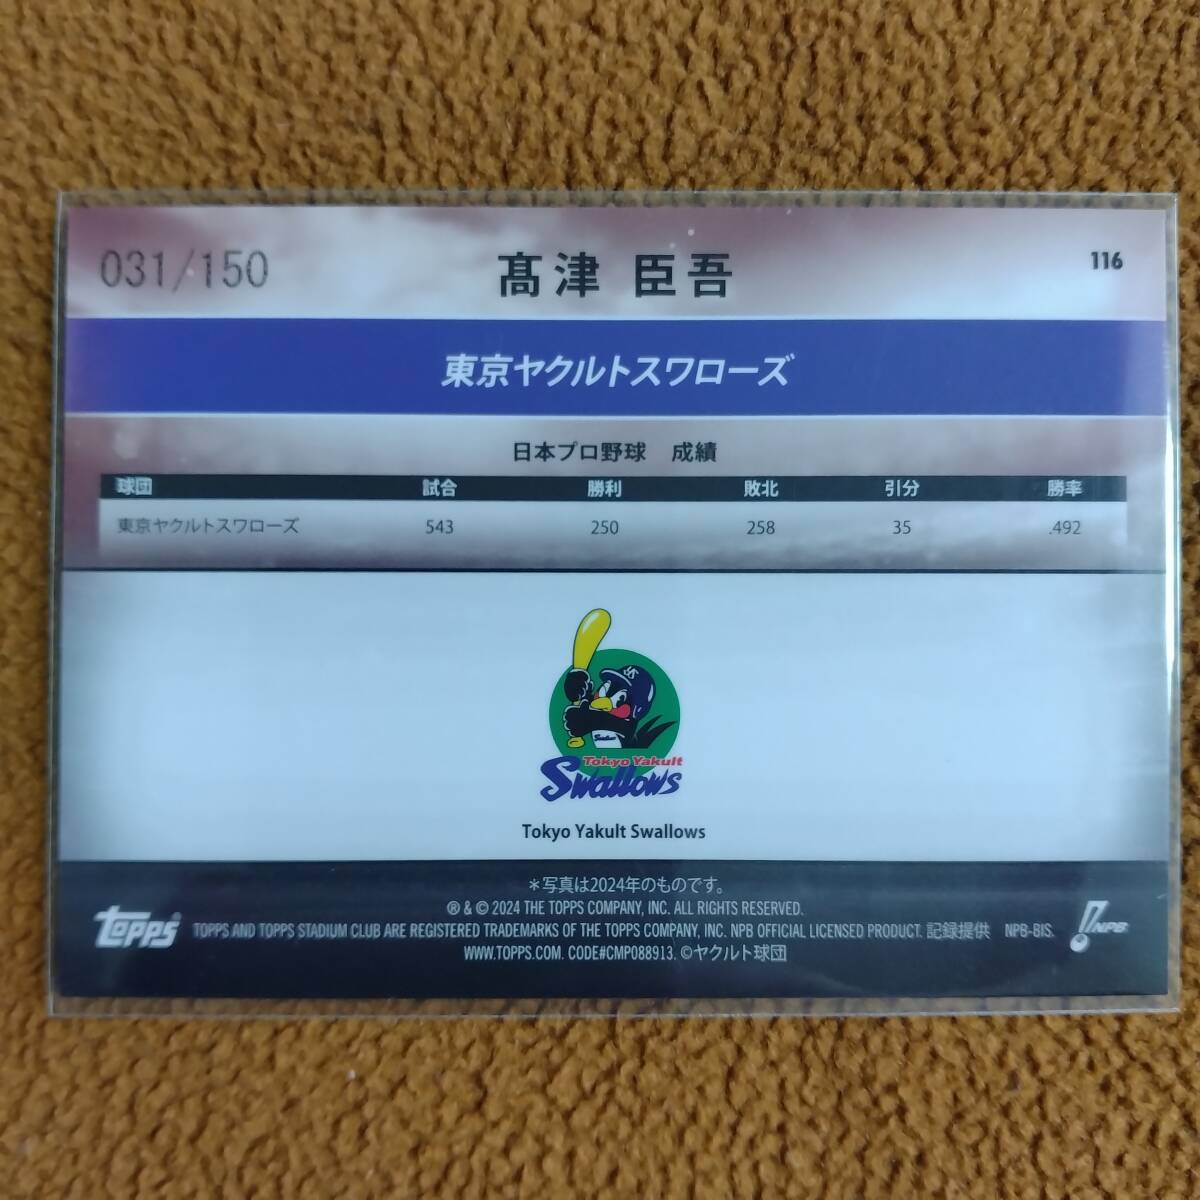 031/150
髙津 臣吾
116
東京ヤクルトスワローズ
日本プロ野球 成績
球団 試合 勝利 敗北 引分 勝率
東京ヤクルトスワローズ 543 250 258 35 .492
Tokyo Yakult
Swallows
Tokyo Yakult Swallows
＊写真は2024年のものです。
® & © 2024 THE TOPPS COMPANY, INC. ALL RIGHTS RESERVED.
TOPPS AND TOPPS STADIUM CLUB ARE REGISTERED TRADEMARKS OF THE TOPPS COMPANY, INC. NPB OFFICIAL LICENSED PRODUCT. 記録提供 NPB-BIS.
WWW.TOPPS.COM. CODE#CMP088913. ©ヤクルト球団
topps®
NPB